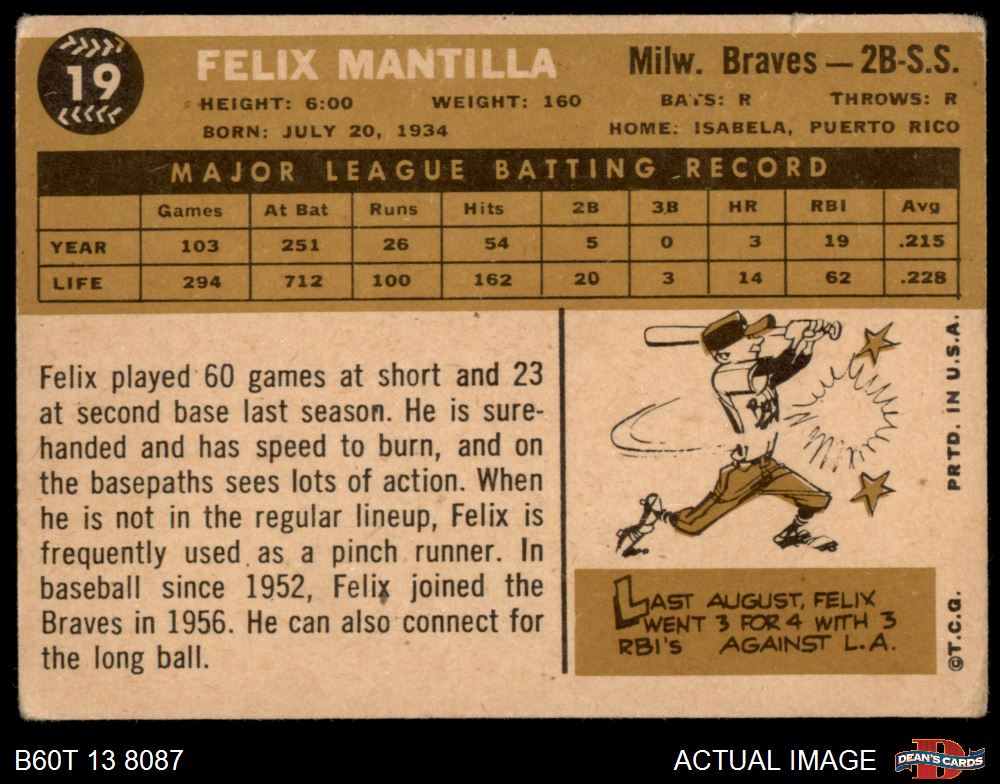 19
FELIX MANTILLA
Milw. Braves — 2B-S.S.
HEIGHT: 6:00 WEIGHT: 160 BATS: R THROWS: R
BORN: JULY 20, 1934 HOME: ISABELA, PUERTO RICO
MAJOR LEAGUE BATTING RECORD
Games At Bat Runs Hits 2B 3B HR RBI Avg
YEAR 103 251 26 54 5 0 3 19 .215
LIFE 294 712 100 162 20 3 14 62 .228
Felix played 60 games at short and 23
at second base last season. He is sure-
handed and has speed to burn, and on
the basepaths sees lots of action. When
he is not in the regular lineup, Felix is
frequently used as a pinch runner. In
baseball since 1952, Felix joined the
Braves in 1956. He can also connect for
the long ball.
LAST AUGUST, FELIX
WENT 3 FOR 4 WITH 3
RBI'S AGAINST L.A.
©T.C.G. PRTD. IN U.S.A.
B60T 13 8087
ACTUAL IMAGE
D
DEAN'S CARDS